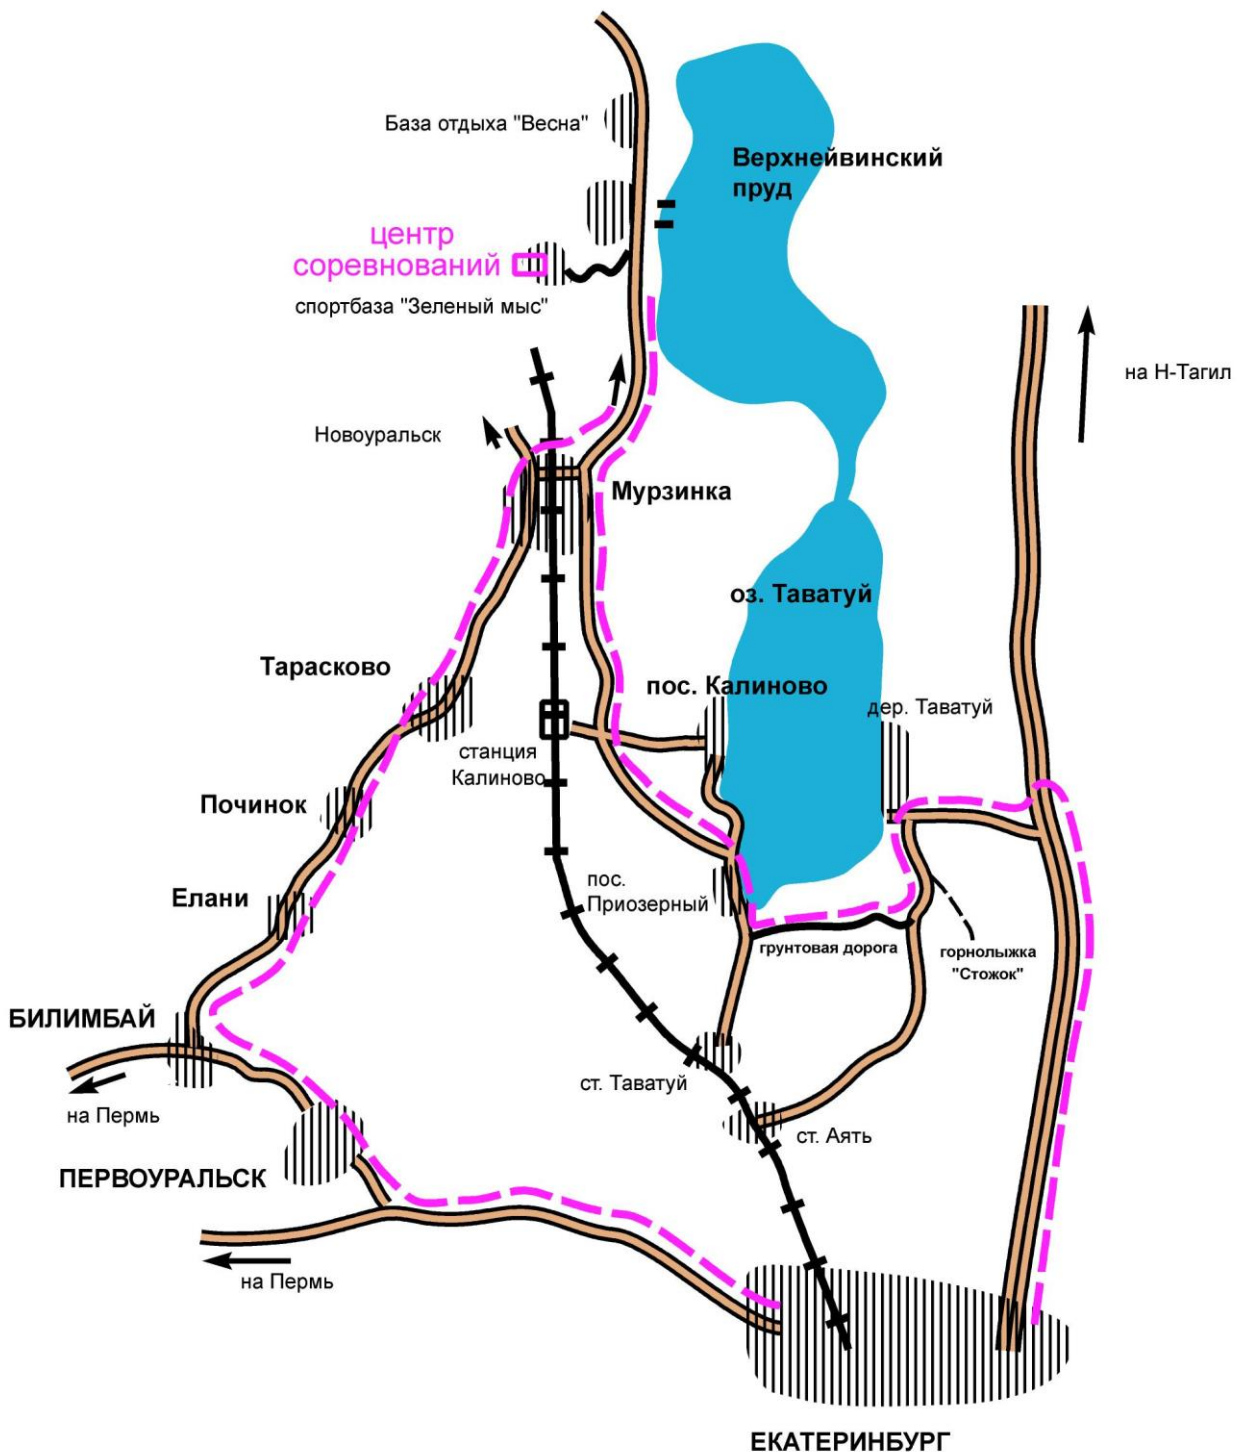 База отдыха "Весна"
Верхнейвинский
пруд
центр
соревнований
спортбаза "Зеленый мыс"
на Н-Тагил
Новоуральск
Мурзинка
оз. Таватуй
Тарасково
пос. Калиново
дер. Таватуй
станция
Калиново
Починок
Елани
пос.
Приозерный
грунтовая дорога
горнолыжка
"Стожок"
БИЛИМБАЙ
на Пермь
ст. Таватуй
ст. Аять
ПЕРВОУРАЛЬСК
на Пермь
ЕКАТЕРИНБУРГ